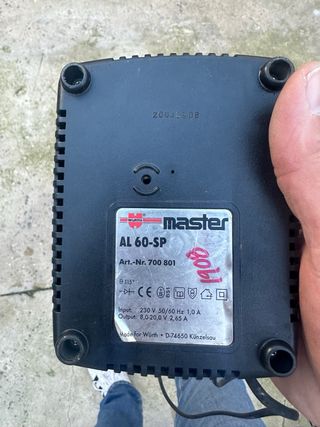 WÜRTH master
AL 60-SP
Art.-Nr. 700 801
1908
Input: 230 V 50/60 Hz 1,0 A
Output: 8,0-20,0 V 2,65 A
Made for Würth • D-74650 Künzelsau